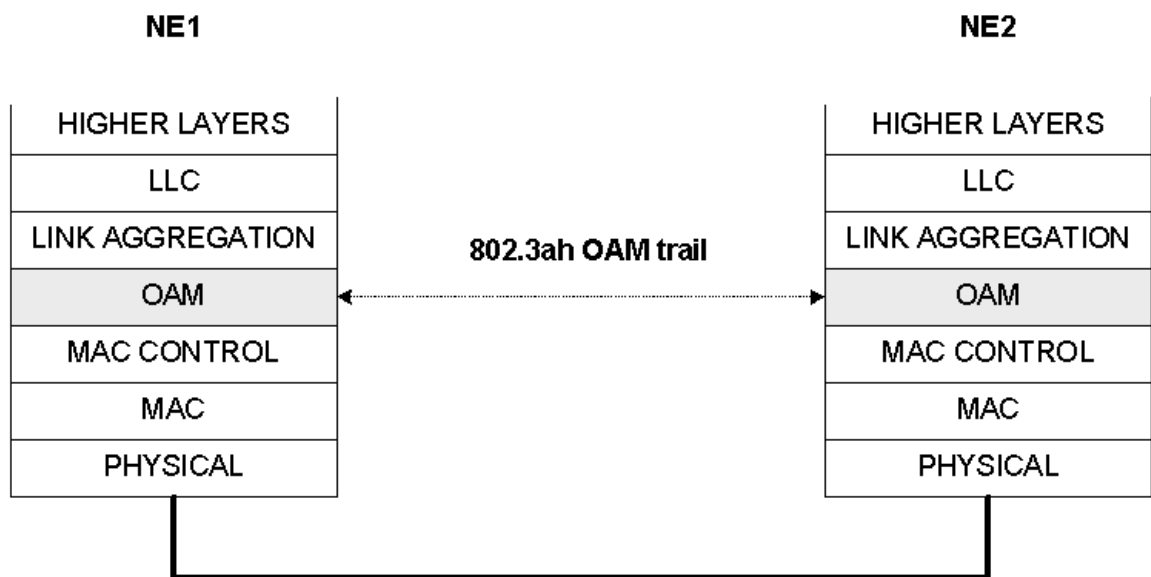 NE1 NE2
HIGHER LAYERS HIGHER LAYERS
LLC LLC
LINK AGGREGATION LINK AGGREGATION
802.3ah OAM trail
OAM OAM
MAC CONTROL MAC CONTROL
MAC MAC
PHYSICAL PHYSICAL